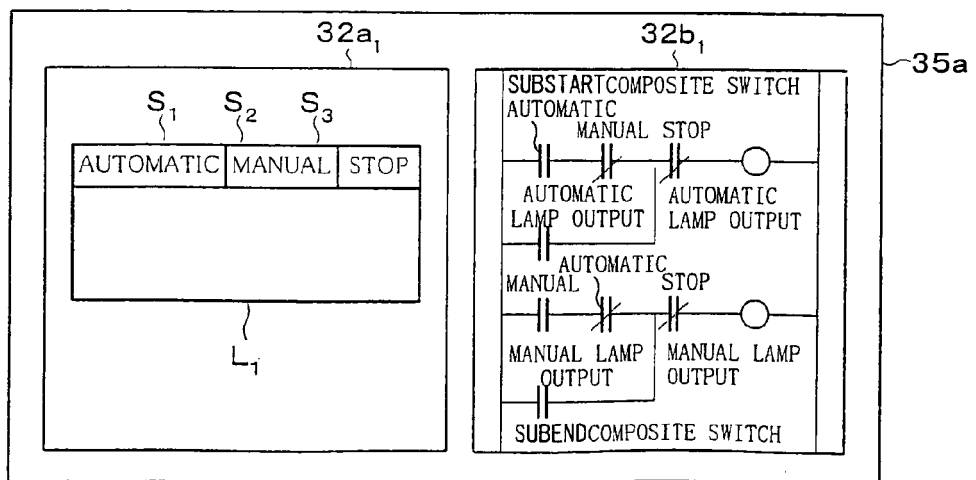 32a1
32b1
35a
S1
S2
S3
AUTOMATIC MANUAL STOP
L1
SUBSTARTCOMPOSITE SWITCH
AUTOMATIC
MANUAL STOP
AUTOMATIC
LAMP OUTPUT
AUTOMATIC
LAMP OUTPUT
AUTOMATIC
MANUAL
STOP
MANUAL LAMP
OUTPUT
MANUAL LAMP
OUTPUT
SUBENDCOMPOSITE SWITCH